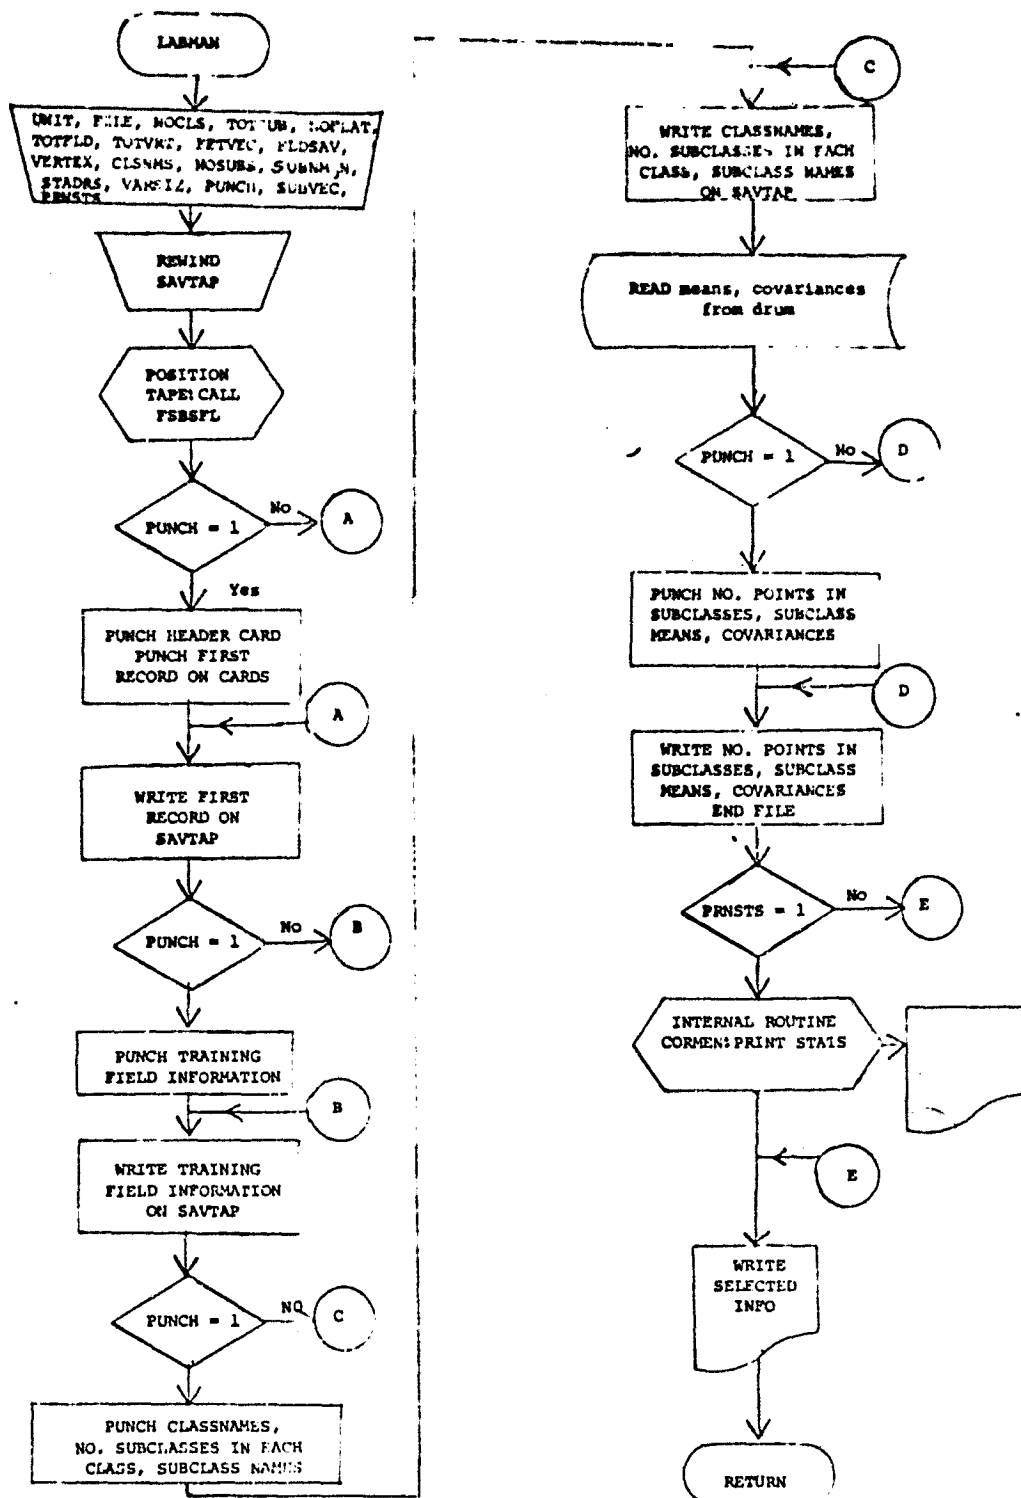 LABMAN
UNIT, FILE, NOCLS, TOTSUB, NOFLAT,
TOTFLD, TOTVRT, FETVEC, FLDSAV,
VERTEX, CLSNMS, NOSUBS,
STADRS, VARSIZ, PUNCH, SUBVEC,
PRNSTS
REWIND
SAVTAP
POSITION
TAPE: CALL
FSBSFL
PUNCH = 1
No
A
Yes
PUNCH HEADER CARD
PUNCH FIRST
RECORD ON CARDS
A
WRITE FIRST
RECORD ON
SAVTAP
PUNCH = 1
No
B
PUNCH TRAINING
FIELD INFORMATION
B
WRITE TRAINING
FIELD INFORMATION
ON SAVTAP
PUNCH = 1
NO
C
PUNCH CLASSNAMES,
NO. SUBCLASSES IN EACH
CLASS, SUBCLASS NAMES
C
WRITE CLASSNAMES,
NO. SUBCLASSES IN EACH
CLASS, SUBCLASS NAMES
ON SAVTAP
READ means, covariances
from drum
PUNCH = 1
No
D
PUNCH NO. POINTS IN
SUBCLASSES, SUBCLASS
MEANS, COVARIANCES
D
WRITE NO. POINTS IN
SUBCLASSES, SUBCLASS
MEANS, COVARIANCES
END FILE
PRNSTS = 1
No
E
INTERNAL ROUTINE
CORMEN: PRINT STATS
E
WRITE
SELECTED
INFO
RETURN